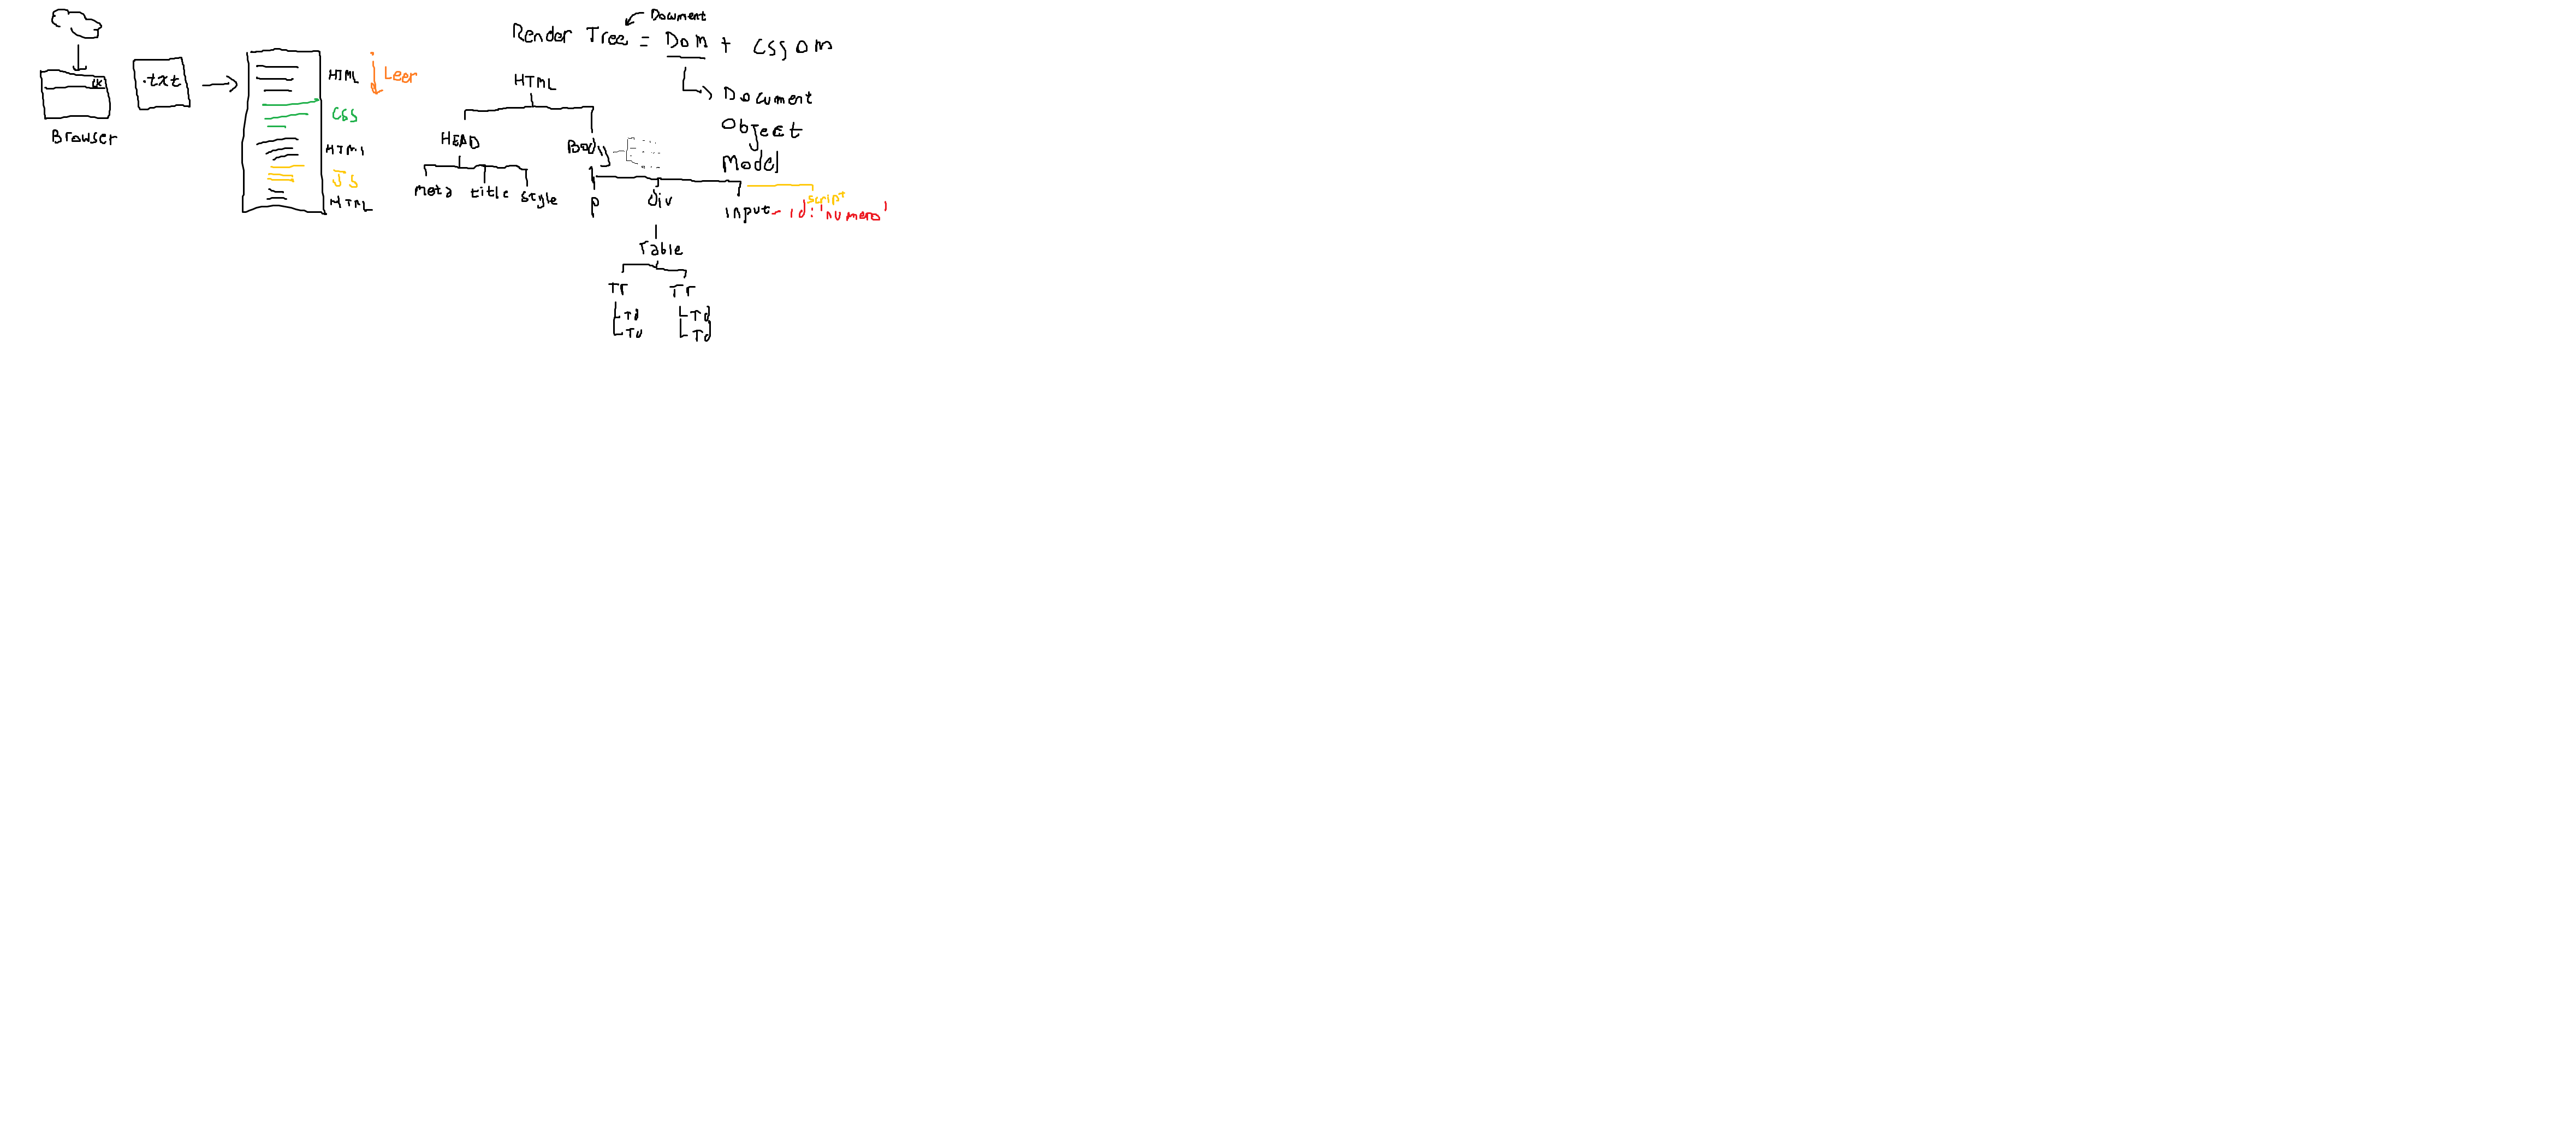 Browser
.txt
HTML
CSS
HTML
JS
HTML
Leer
Document
Render Tree = DOM + CSSOM
Document
Object
Model
HTML
HEAD
Body
meta title style
p div input - id: 'numero'
script
Table
Tr Tr
Td Td
Td Td